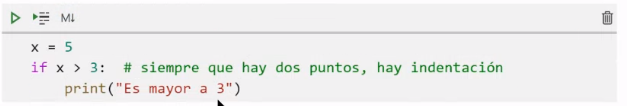 M↓
x = 5
if x > 3:  # siempre que hay dos puntos, hay indentación
    print("Es mayor a 3")